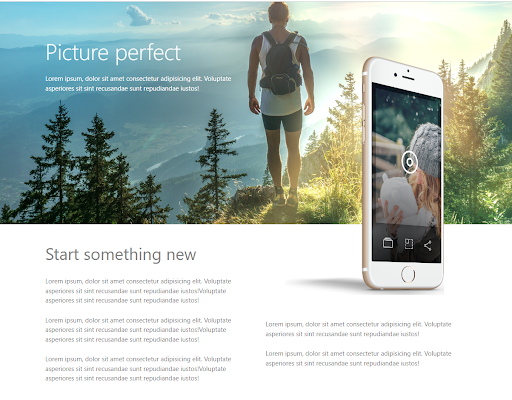 Picture perfect
Lorem ipsum, dolor sit amet consectetur adipisicing elit. Voluptate
asperiores sit sint recusandae sunt repudiandae iustos!
Start something new
Lorem ipsum, dolor sit amet consectetur adipisicing elit. Voluptate
asperiores sit sint recusandae sunt repudiandae iustos!Voluptate
asperiores sit sint recusandae sunt repudiandae iustos!
Lorem ipsum, dolor sit amet consectetur adipisicing elit. Voluptate
asperiores sit sint recusandae sunt repudiandae iustos!Voluptate
asperiores sit sint recusandae sunt repudiandae iustos!
Lorem ipsum, dolor sit amet consectetur adipisicing elit. Voluptate
asperiores sit sint recusandae sunt repudiandae iustos!Voluptate
asperiores sit sint recusandae sunt repudiandae iustos!
Lorem ipsum, dolor sit amet consectetur adipisicing elit. Voluptate
asperiores sit sint recusandae sunt repudiandae iustos!
Lorem ipsum, dolor sit amet consectetur adipisicing elit. Voluptate
asperiores sit sint recusandae sunt repudiandae iustos!